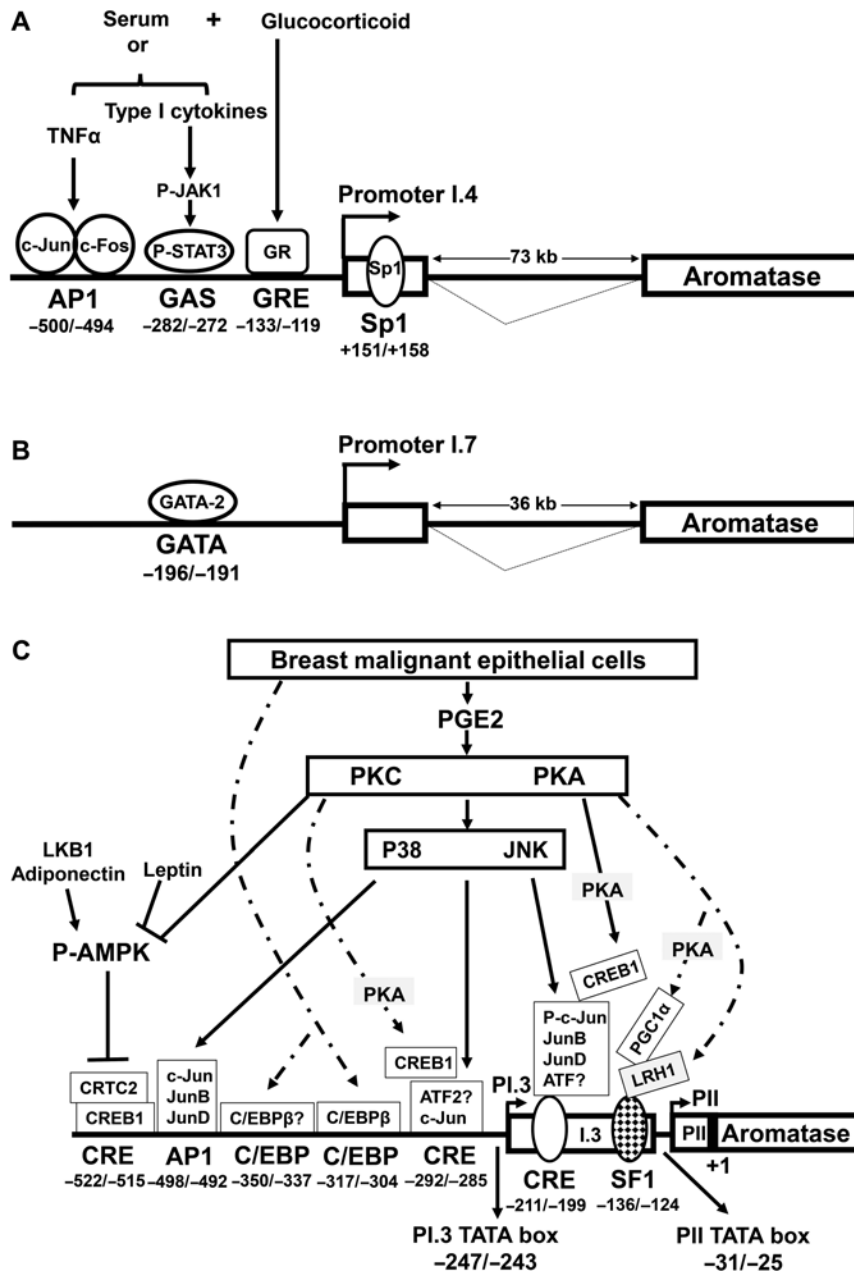 A
Serum + Glucocorticoid
or
Type I cytokines
TNFα
P-JAK1
Promoter I.4
c-Jun c-Fos P-STAT3 GR Sp1
73 kb
Aromatase
AP1 GAS GRE Sp1
−500/−494 −282/−272 −133/−119
+151/+158
B
Promoter I.7
GATA-2
36 kb
Aromatase
GATA
−196/−191
C
Breast malignant epithelial cells
PGE2
PKC PKA
P38 JNK
LKB1
Adiponectin
Leptin
PKA
P-AMPK
PKA
PKA
CREB1
PGC1α
P-c-Jun
JunB
JunD
ATF?
CREB1
LRH1
CRTC2
CREB1
c-Jun
JunB
JunD
C/EBPβ?
C/EBPβ
ATF2?
c-Jun
PI.3
I.3
PII
PII
Aromatase
+1
CRE AP1 C/EBP C/EBP CRE CRE SF1
−522/−515 −498/−492 −350/−337 −317/−304 −292/−285 −211/−199 −136/−124
PI.3 TATA box
−247/−243
PII TATA box
−31/−25